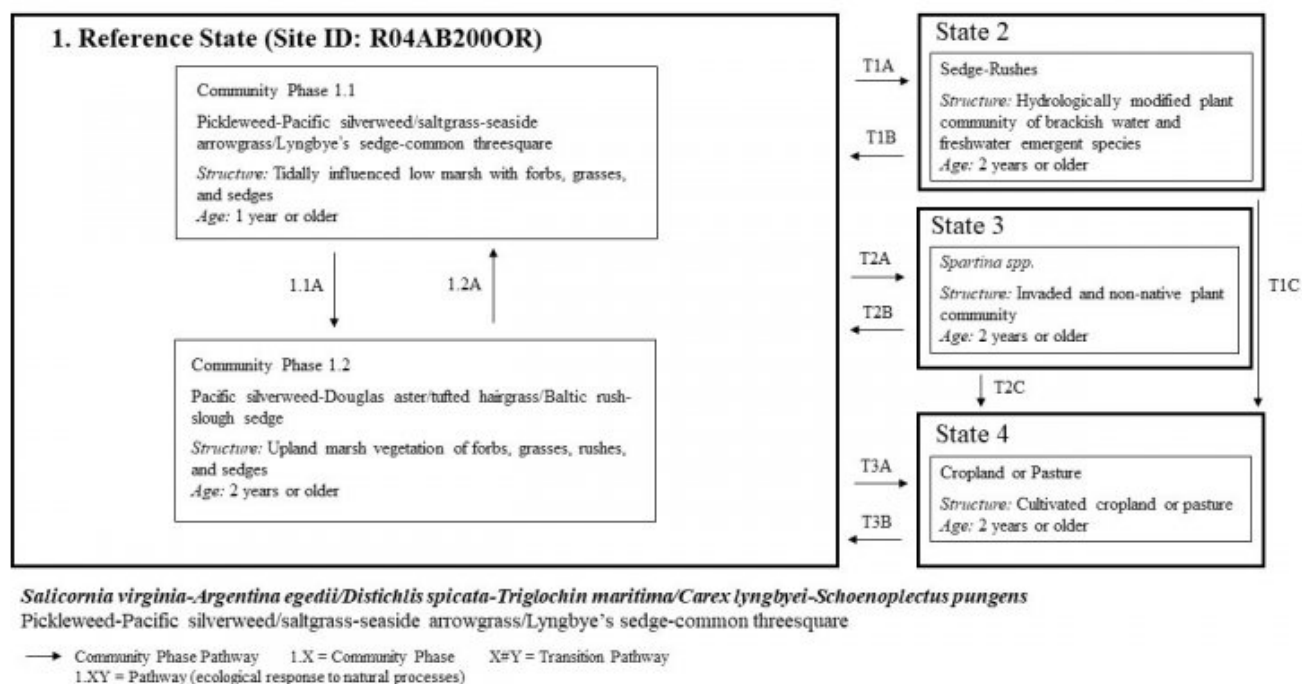 1. Reference State (Site ID: R04AB200OR)
Community Phase 1.1
Pickleweed-Pacific silverweed/saltgrass-seaside
arrowgrass/Lyngbye's sedge-common threesquare
Structure: Tidally influenced low marsh with forbs, grasses,
and sedges
Age: 1 year or older
1.1A
1.2A
Community Phase 1.2
Pacific silverweed-Douglas aster/tufted hairgrass/Baltic rush-
slough sedge
Structure: Upland marsh vegetation of forbs, grasses, rushes,
and sedges
Age: 2 years or older
T1A
T1B
T2A
T2B
T3A
T3B
State 2
Sedge-Rushes
Structure: Hydrologically modified plant
community of brackish water and
freshwater emergent species
Age: 2 years or older
State 3
Spartina spp.
Structure: Invaded and non-native plant
community
Age: 2 years or older
T1C
T2C
State 4
Cropland or Pasture
Structure: Cultivated cropland or pasture
Age: 2 years or older
Salicornia virginia-Argentina egedii/Distichlis spicata-Triglochin maritima/Carex lyngbyei-Schoenoplectus pungens
Pickleweed-Pacific silverweed/saltgrass-seaside arrowgrass/Lyngbye's sedge-common threesquare
Community Phase Pathway 1.X = Community Phase X#Y = Transition Pathway
1.XY = Pathway (ecological response to natural processes)